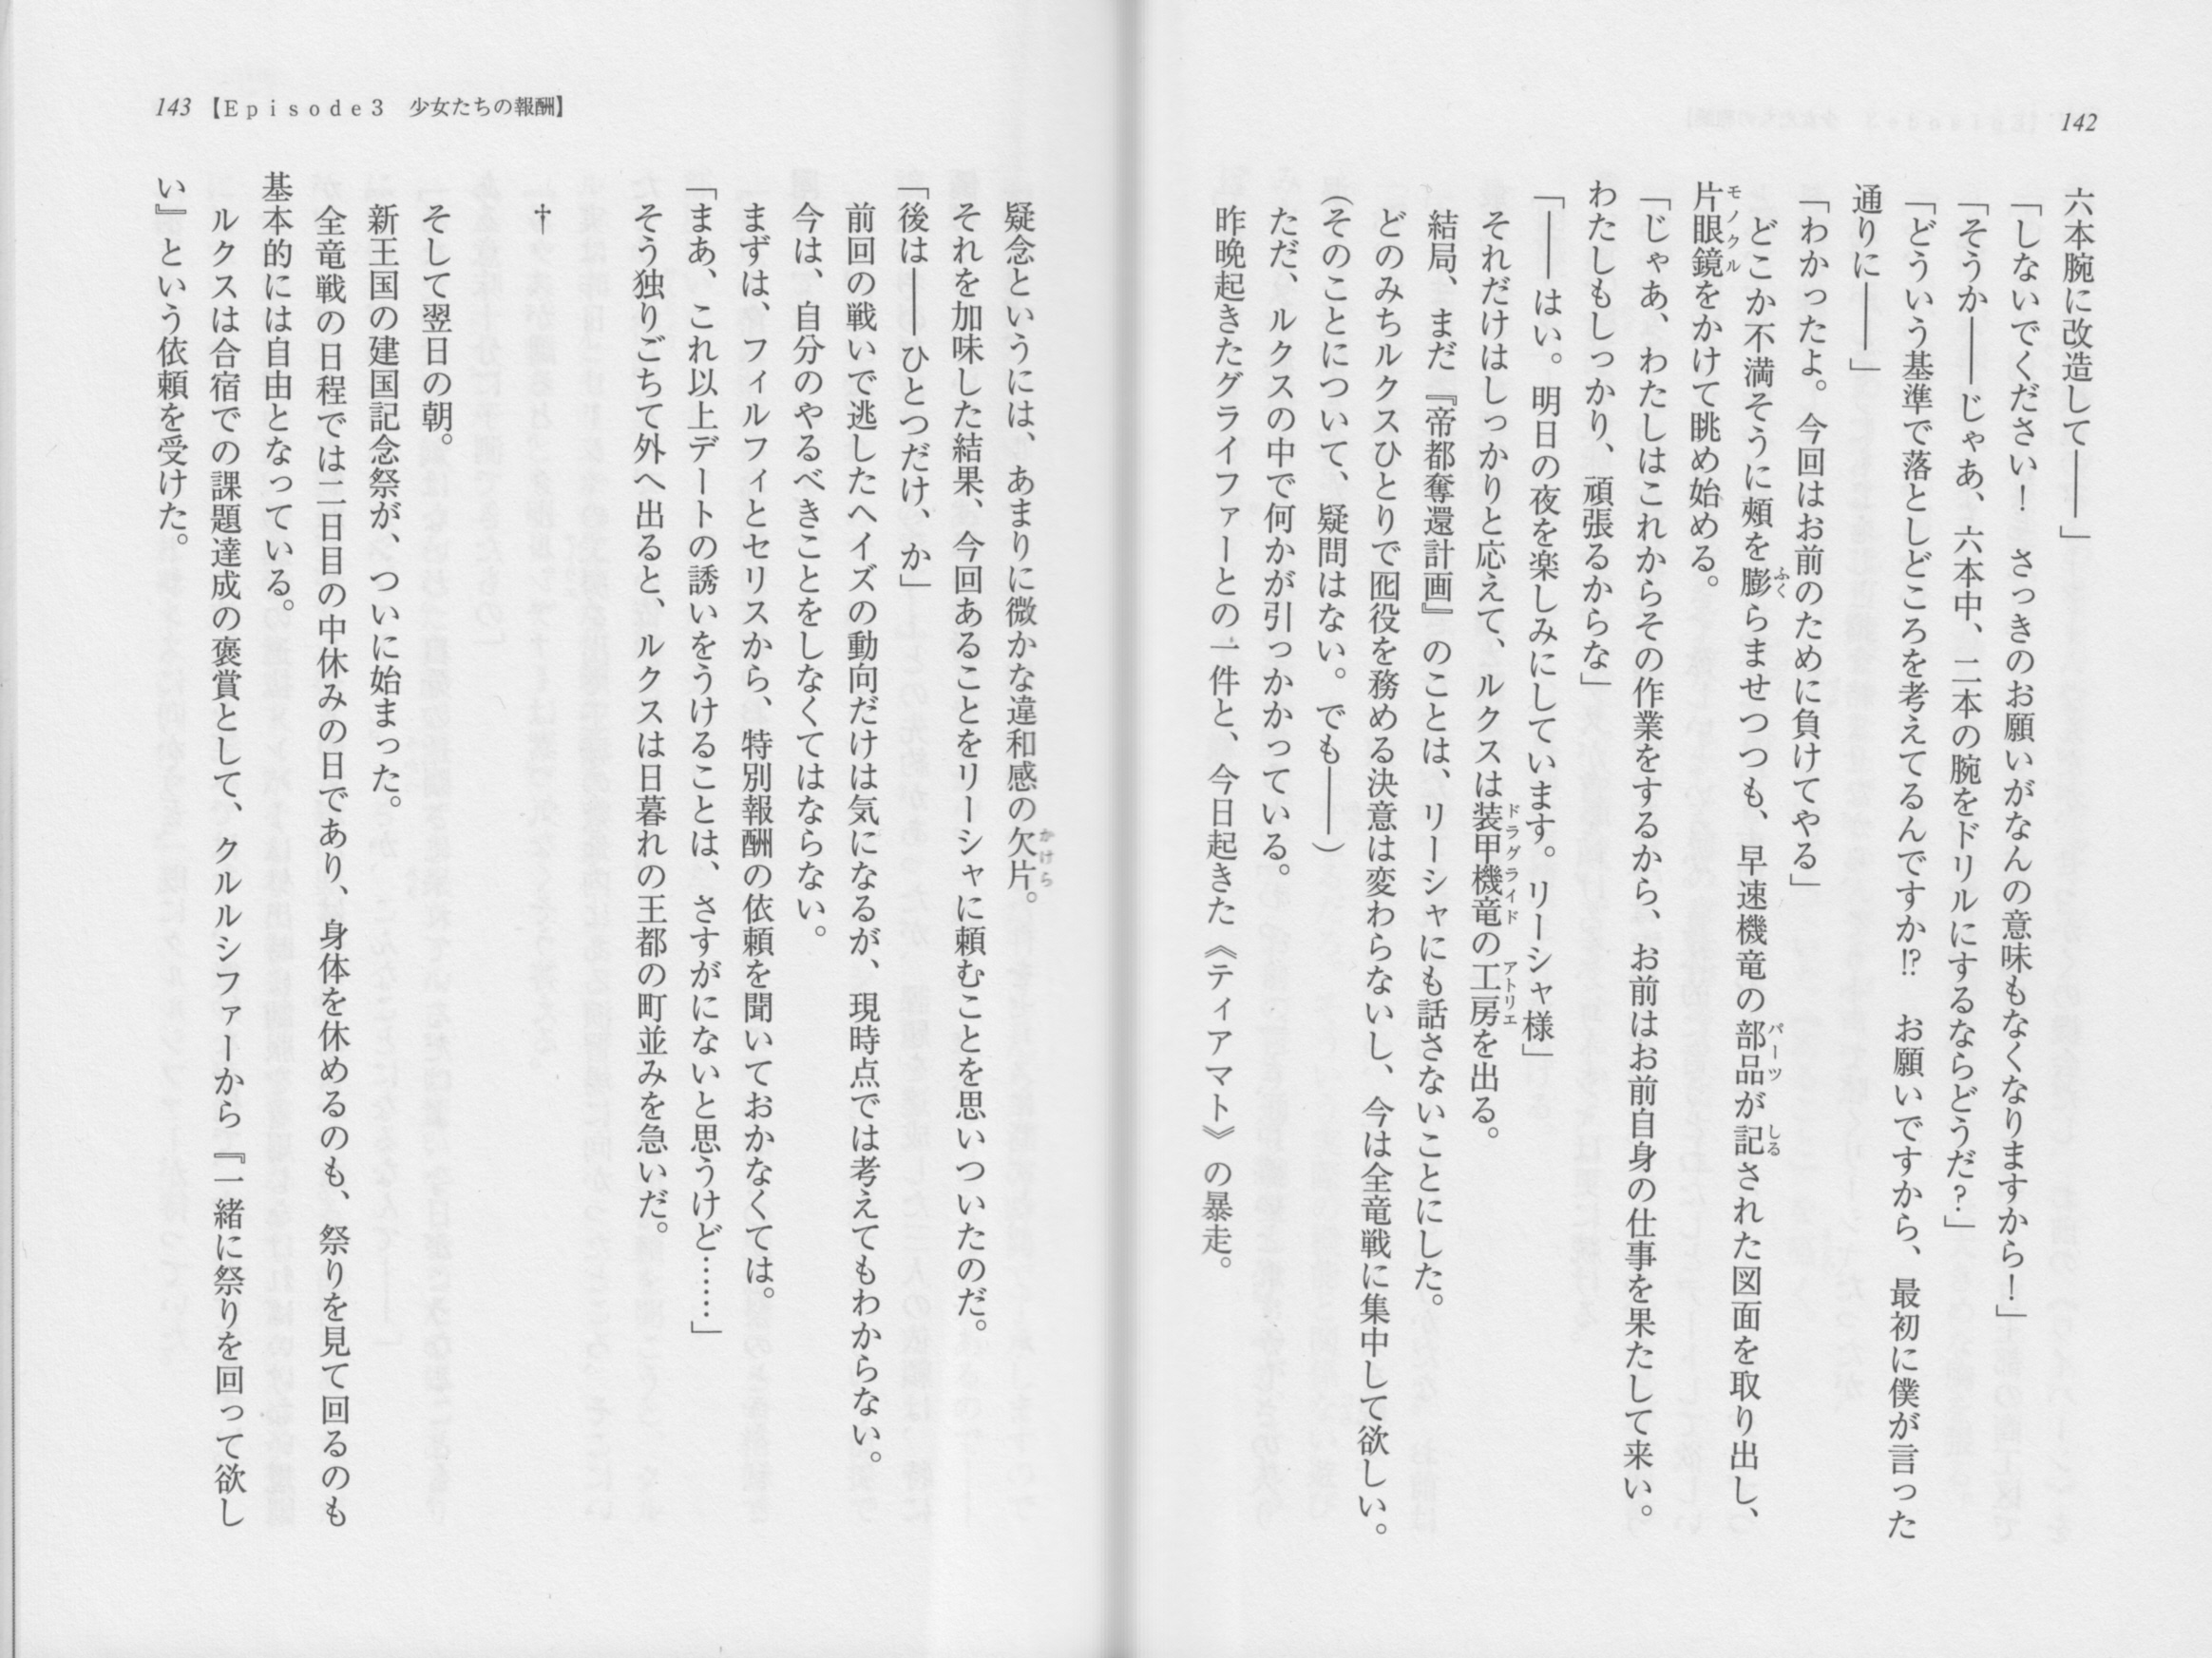 142
六本腕に改造して――」
「しないでください！　さっきのお願いがなんの意味もなくなりますから！」
「そうか――じゃあ、六本中、二本の腕をドリルにするならどうだ？」
「どういう基準で落としどころを考えてるんですか!?　お願いですから、最初に僕が言った
通りに――」
「わかったよ。今回はお前のために負けてやる」
　どこか不満そうに頰を膨らませつつも、早速機竜の部品が記された図面を取り出し、
片眼鏡をかけて眺め始める。
「じゃあ、わたしはこれからその作業をするから、お前はお前自身の仕事を果たして来い。
わたしもしっかり、頑張るからな」
「――はい。明日の夜を楽しみにしています。リーシャ様」
　それだけはしっかりと応えて、ルクスは装甲機竜の工房を出る。
　結局、まだ『帝都奪還計画』のことは、リーシャにも話さないことにした。
　どのみちルクスひとりで囮役を務める決意は変わらないし、今は全竜戦に集中して欲しい。
（そのことについて、疑問はない。でも――）
　ただ、ルクスの中で何かが引っかかっている。
　昨晩起きたグライファーとの一件と、今日起きた《ティアマト》の暴走。
143【Episode3　少女たちの報酬】
　疑念というには、あまりに微かな違和感の欠片。
　それを加味した結果、今回あることをリーシャに頼むことを思いついたのだ。
「後は――ひとつだけ、か」
　前回の戦いで逃したヘイズの動向だけは気になるが、現時点では考えてもわからない。
　今は、自分のやるべきことをしなくてはならない。
　まずは、フィルフィとセリスから、特別報酬の依頼を聞いておかなくては。
「まあ、これ以上デートの誘いをうけることは、さすがにないと思うけど……」
　そう独りごちて外へ出ると、ルクスは日暮れの王都の町並みを急いだ。
†
　そして翌日の朝。
　新王国の建国記念祭が、ついに始まった。
　全竜戦の日程では二日目の中休みの日であり、身体を休めるのも、祭りを見て回るのも
基本的には自由となっている。
　ルクスは合宿での課題達成の褒賞として、クルルシファーから『一緒に祭りを回って欲し
い』という依頼を受けた。